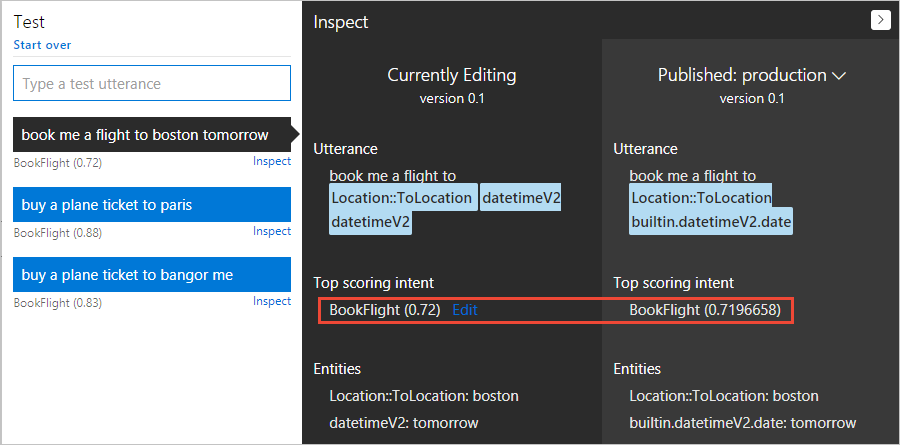 Test
Start over
Type a test utterance
book me a flight to boston tomorrow
BookFlight (0.72) Inspect
buy a plane ticket to paris
BookFlight (0.88) Inspect
buy a plane ticket to bangor me
BookFlight (0.83) Inspect
Inspect
Currently Editing
version 0.1
Utterance
book me a flight to
Location::ToLocation datetimeV2
datetimeV2
Top scoring intent
BookFlight (0.72) Edit
Entities
Location::ToLocation: boston
datetimeV2: tomorrow
Published: production
version 0.1
Utterance
book me a flight to
Location::ToLocation
builtin.datetimeV2.date
Top scoring intent
BookFlight (0.7196658)
Entities
Location::ToLocation: boston
builtin.datetimeV2.date: tomorrow